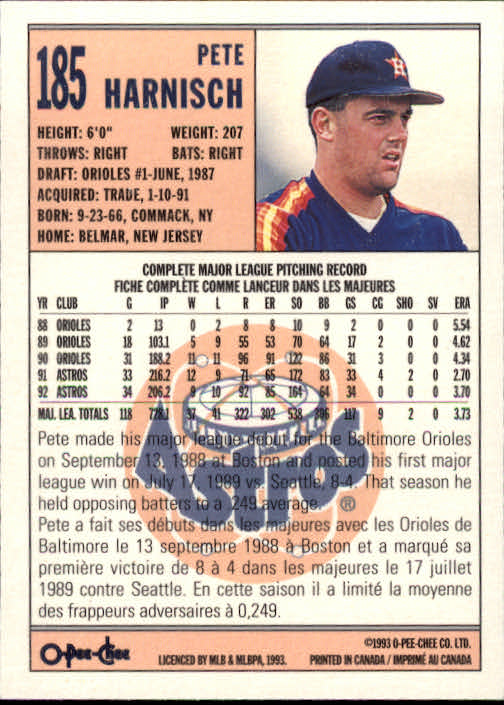 185
PETE
HARNISCH
HEIGHT: 6'0" WEIGHT: 207
THROWS: RIGHT BATS: RIGHT
DRAFT: ORIOLES #1-JUNE, 1987
ACQUIRED: TRADE, 1-10-91
BORN: 9-23-66, COMMACK, NY
HOME: BELMAR, NEW JERSEY
H
COMPLETE MAJOR LEAGUE PITCHING RECORD
FICHE COMPLÈTE COMME LANCEUR DANS LES MAJEURES
YR CLUB G IP W L R ER SO BB GS CG SHO SV ERA
88 ORIOLES 2 13 0 2 8 8 10 9 2 0 0 0 5.54
89 ORIOLES 18 103.1 5 9 55 53 70 64 17 2 0 0 4.62
90 ORIOLES 31 188.2 11 11 96 91 122 86 31 3 0 0 4.34
91 ASTROS 33 216.2 12 9 71 65 172 83 33 4 2 0 2.70
92 ASTROS 34 206.2 9 10 92 85 164 64 34 0 0 0 3.70
MAJ. LEA. TOTALS 118 728.1 37 41 322 302 538 306 117 9 2 0 3.73
Astros ®
Pete made his major league debut for the Baltimore Orioles
on September 13, 1988 at Boston and posted his first major
league win on July 17, 1989 vs. Seattle, 8-4. That season he
held opposing batters to a .249 average.
Pete a fait ses débuts dans les majeures avec les Orioles de
Baltimore le 13 septembre 1988 à Boston et a marqué sa
première victoire de 8 à 4 dans les majeures le 17 juillet
1989 contre Seattle. En cette saison il a limité la moyenne
des frappeurs adversaires à 0,249.
O-Pee-Chee
LICENCED BY MLB & MLBPA, 1993.
©1993 O-PEE-CHEE CO. LTD.
PRINTED IN CANADA / IMPRIMÉ AU CANADA